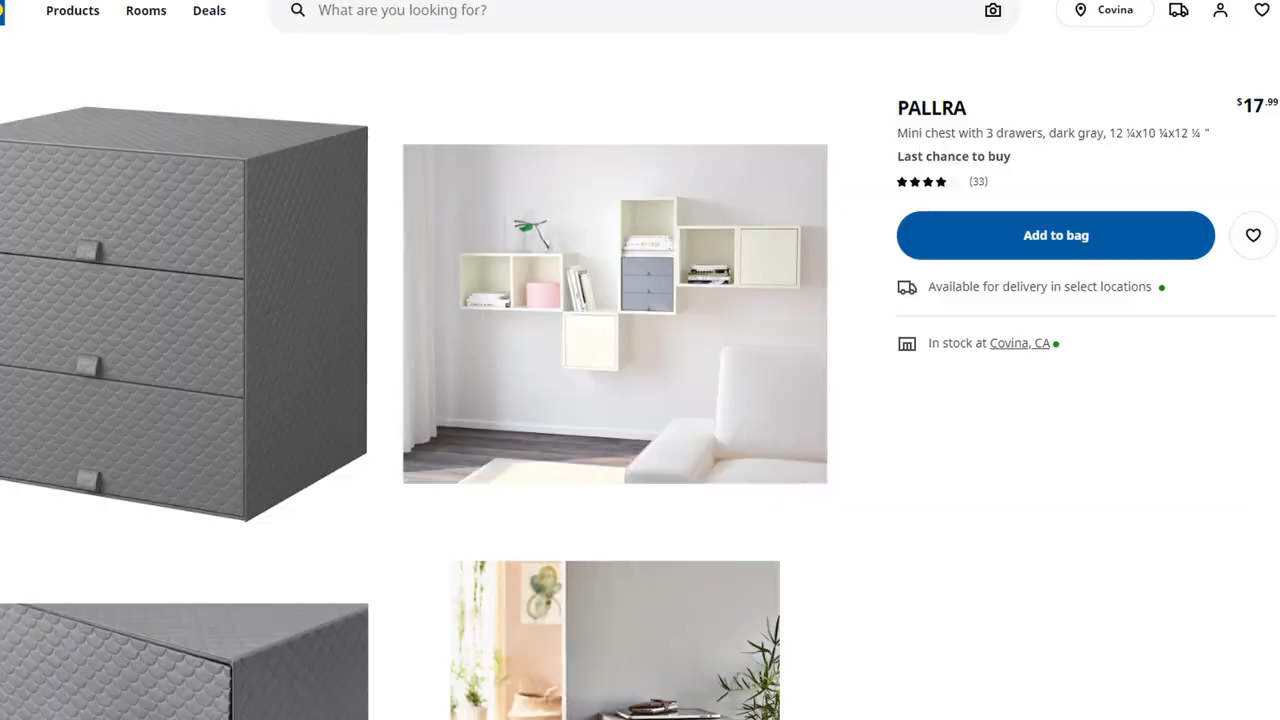 Products Rooms Deals What are you looking for? Covina
PALLRA $17.99
Mini chest with 3 drawers, dark gray, 12 ¼x10 ¼x12 ¼ "
Last chance to buy
(33)
Add to bag
Available for delivery in select locations
In stock at Covina, CA